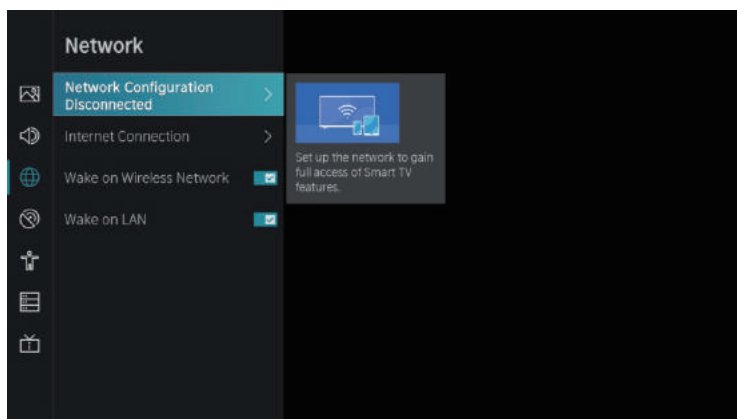 Network
Network Configuration
Disconnected
Internet Connection
Wake on Wireless Network
Wake on LAN
Set up the network to gain
full access of Smart TV
features.